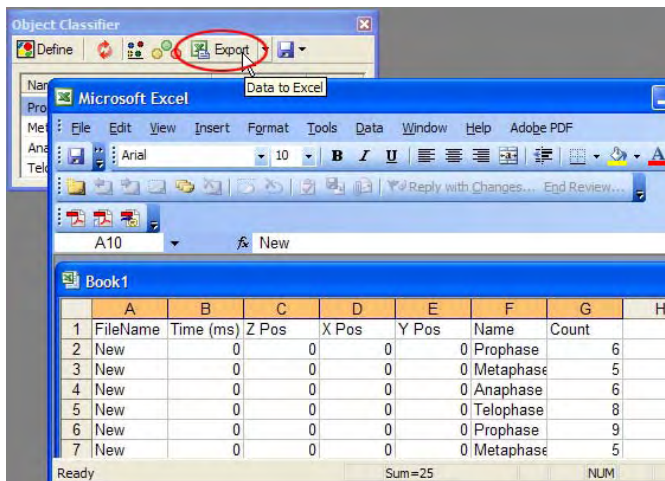 Object Classifier
Define Export
Data to Excel
Microsoft Excel
File Edit View Insert Format Tools Data Window Help Adobe PDF
Arial 10 B I U A
Reply with Changes... End Review...
A10 fx New
Book1
A B C D E F G H
1 FileName Time (ms) Z Pos X Pos Y Pos Name Count
2 New 0 0 0 0 Prophase 6
3 New 0 0 0 0 Metaphase 5
4 New 0 0 0 0 Anaphase 6
5 New 0 0 0 0 Telophase 8
6 New 0 0 0 0 Prophase 9
7 New 0 0 0 0 Metaphase 5
Ready Sum=25 NUM